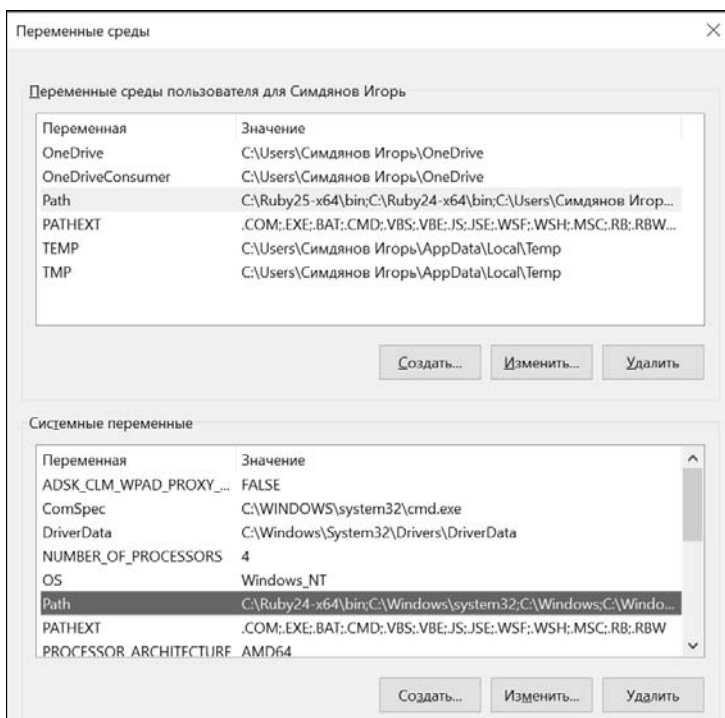 Переменные среды
Переменные среды пользователя для Симдянов Игорь
Переменная Значение
OneDrive C:\Users\Симдянов Игорь\OneDrive
OneDriveConsumer C:\Users\Симдянов Игорь\OneDrive
Path C:\Ruby25-x64\bin;C:\Ruby24-x64\bin;C:\Users\Симдянов Игор...
PATHEXT .COM;.EXE;.BAT;.CMD;.VBS;.VBE;.JS;.JSE;.WSF;.WSH;.MSC;.RB;.RBW...
TEMP C:\Users\Симдянов Игорь\AppData\Local\Temp
TMP C:\Users\Симдянов Игорь\AppData\Local\Temp
Создать... Изменить... Удалить
Системные переменные
Переменная Значение
ADSK_CLM_WPAD_PROXY_... FALSE
ComSpec C:\WINDOWS\system32\cmd.exe
DriverData C:\Windows\System32\Drivers\DriverData
NUMBER_OF_PROCESSORS 4
OS Windows_NT
Path C:\Ruby24-x64\bin;C:\Windows\system32;C:\Windows;C:\Windo...
PATHEXT .COM;.EXE;.BAT;.CMD;.VBS;.VBE;.JS;.JSE;.WSF;.WSH;.MSC;.RB;.RBW
PROCESSOR_ARCHITECTURE AMD64
Создать... Изменить... Удалить